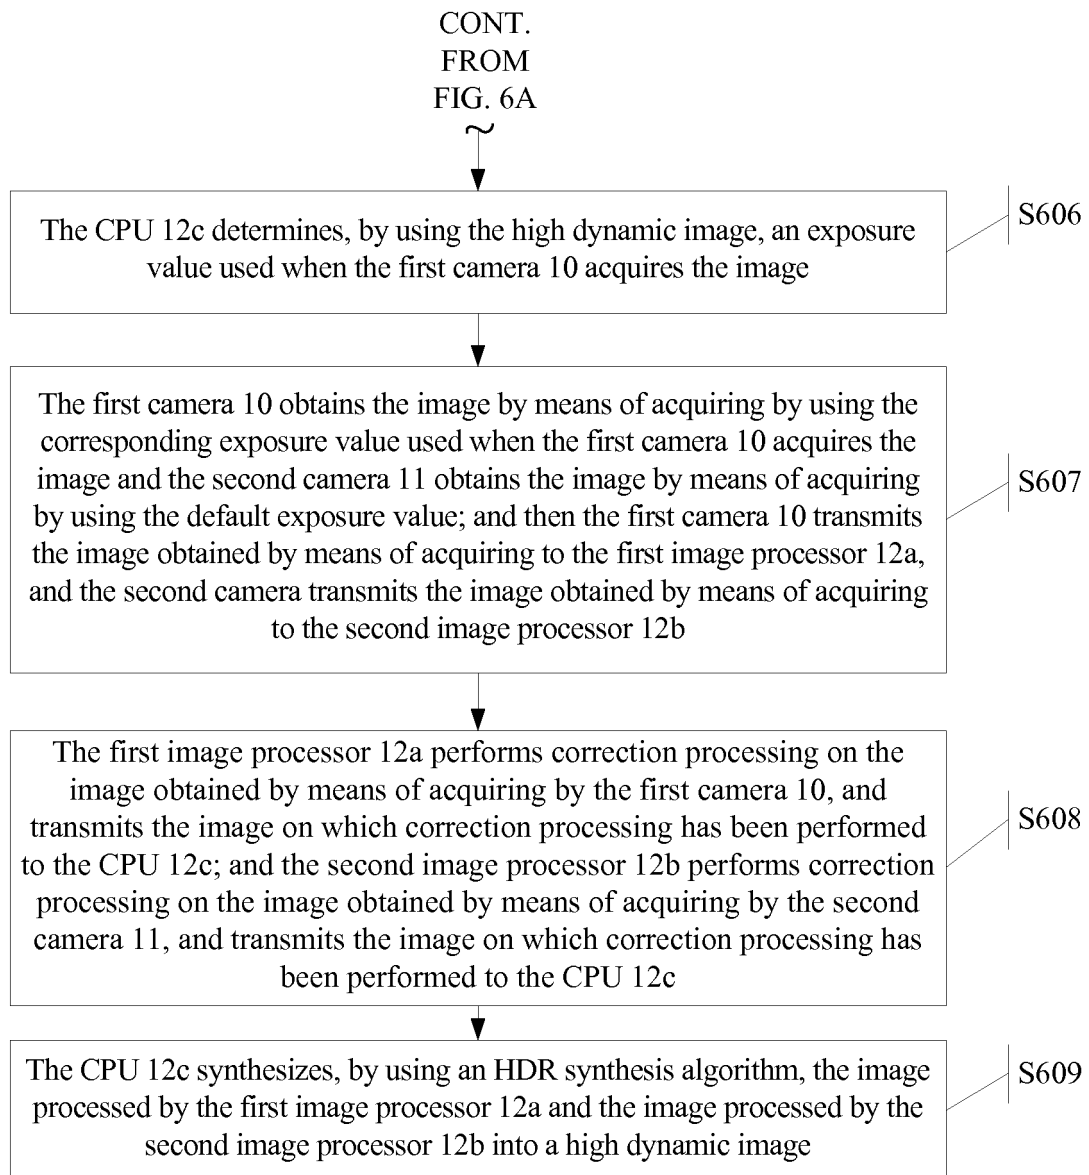 CONT.
FROM
FIG. 6A
The CPU 12c determines, by using the high dynamic image, an exposure
value used when the first camera 10 acquires the image
S606
The first camera 10 obtains the image by means of acquiring by using the
corresponding exposure value used when the first camera 10 acquires the
image and the second camera 11 obtains the image by means of acquiring
by using the default exposure value; and then the first camera 10 transmits
the image obtained by means of acquiring to the first image processor 12a,
and the second camera transmits the image obtained by means of acquiring
to the second image processor 12b
S607
The first image processor 12a performs correction processing on the
image obtained by means of acquiring by the first camera 10, and
transmits the image on which correction processing has been performed
to the CPU 12c; and the second image processor 12b performs correction
processing on the image obtained by means of acquiring by the second
camera 11, and transmits the image on which correction processing has
been performed to the CPU 12c
S608
The CPU 12c synthesizes, by using an HDR synthesis algorithm, the image
processed by the first image processor 12a and the image processed by the
second image processor 12b into a high dynamic image
S609